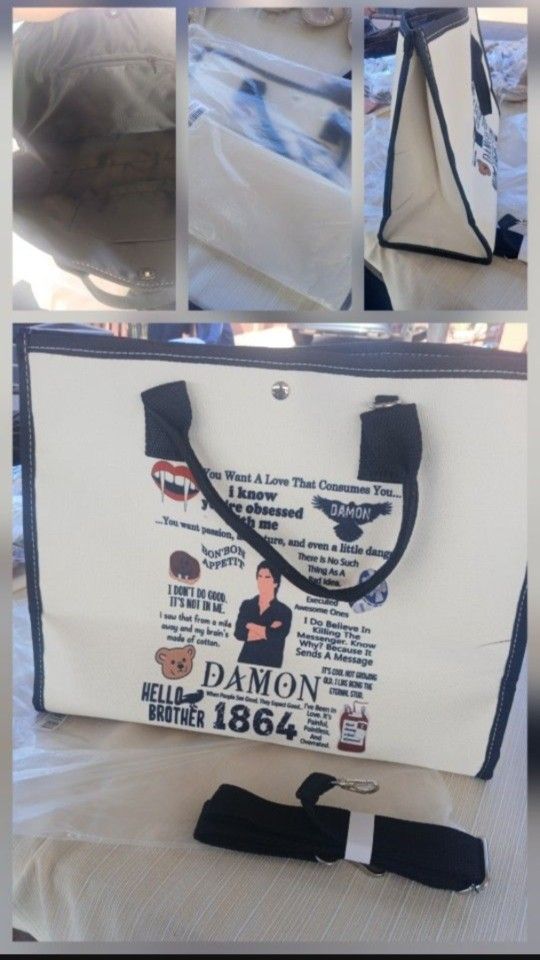 You Want A Love That Consumes You...
i know
obsessed
with me
DAMON
...You want passion,
and even a little
BON'BON
APPETIT
There is No Such
Thing As A
Bad Idea.
Executed
Awesome Ones
I DON'T DO GOOD.
IT'S NOT IN ME.
I saw that from a mile
away and my brain's
made of cotton.
I Do Believe In
Killing The
Messenger. Know
Why? Because It
Sends A Message
DAMON
IT'S COOL NOT GROWING
OLD. I LIKE BEING THE
ETERNAL STUD.
HELLO
BROTHER
When People See Good, They Expect Good.
1864
I've Been in
Love. It's
Painful,
Pointless,
And
Overrated.